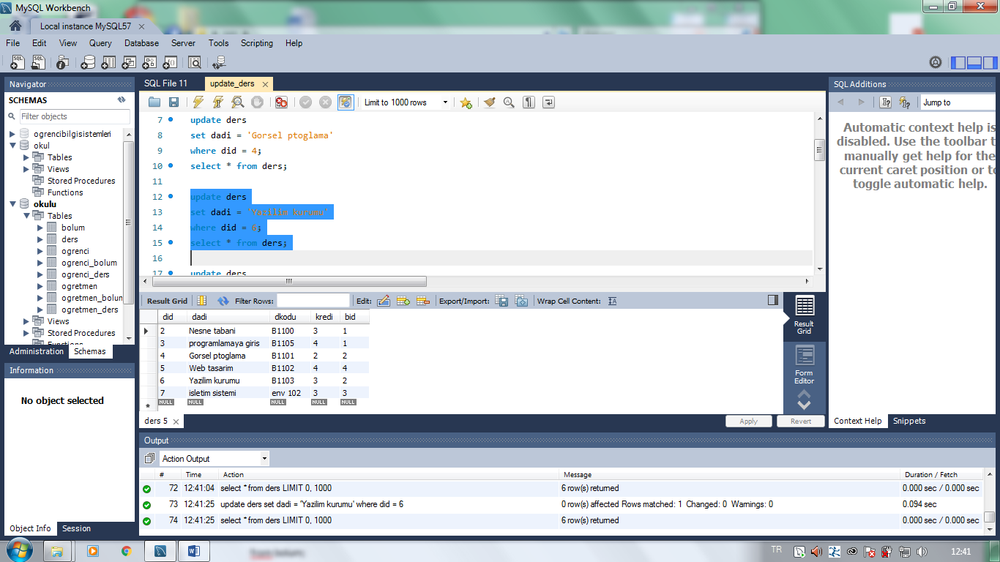 MySQL Workbench
Local instance MySQL57
File Edit View Query Database Server Tools Scripting Help
Navigator
SCHEMAS
Filter objects
ogrencibilgisistemleri
okul
Tables
Views
Stored Procedures
Functions
okulu
Tables
bolum
ders
ogrenci
ogrenci_bolum
ogrenci_ders
ogretmen
ogretmen_bolun
ogretmen_ders
Views
Stored Procedures
Functions
Administration Schemas
Information
No object selected
Object Info Session
SQL File 11 update_ders
Limit to 1000 rows
7 update ders
8 set dadi = 'Gorsel ptoglama'
9 where did = 4;
10 select * from ders;
11
12 update ders
13 set dadi = 'Yazilim kurumu'
14 where did = 6;
15 select * from ders;
16
17 update ders
Result Grid Filter Rows: Edit: Export/Import: Wrap Cell Content: IA
did dadi dkodu kredi bid
2 Nesne tabani B1100 3 1
3 programlamaya giris B1105 4 1
4 Gorsel ptoglama B1101 2 2
5 Web tasarim B1102 4 4
6 Yazilim kurumu B1103 3 2
7 isletim sistemi env 102 3 3
NULL NULL NULL NULL NULL
Result
Grid
Form
Editor
ders 5
Apply Revert
SQL Additions
Jump to
Automatic context help is
disabled. Use the toolbar t
manually get help for the
current caret position or to
toggle automatic help.
Context Help Snippets
Output
Action Output
# Time Action Message Duration / Fetch
72 12:41:04 select * from ders LIMIT 0, 1000 6 row(s) returned 0.000 sec / 0.000 sec
73 12:41:25 update ders set dadi = 'Yazilim kurumu' where did = 6 0 row(s) affected Rows matched: 1 Changed: 0 Warnings: 0 0.094 sec
74 12:41:25 select * from ders LIMIT 0, 1000 6 row(s) returned 0.000 sec / 0.000 sec
TR
12:41